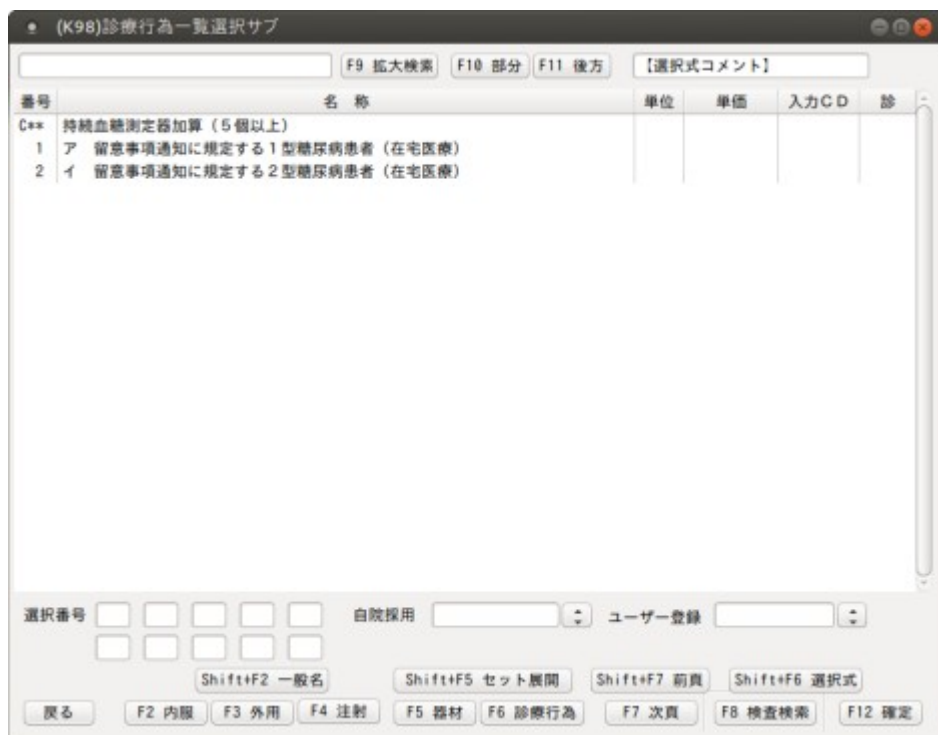 (K98)診療行為一覧選択サブ
F9 拡大検索 F10 部分 F11 後方 【選択式コメント】
番号 名 称 単位 単価 入力CD 診
C** 持続血糖測定器加算(5個以上)
1 ア 留意事項通知に規定する1型糖尿病患者(在宅医療)
2 イ 留意事項通知に規定する2型糖尿病患者(在宅医療)
選択番号 自院採用 ユーザー登録
Shift+F2 一般名 Shift+F5 セット展開 Shift+F7 前頁 Shift+F6 選択式
戻る F2 内服 F3 外用 F4 注射 F5 器材 F6 診療行為 F7 次頁 F8 検査検索 F12 確定